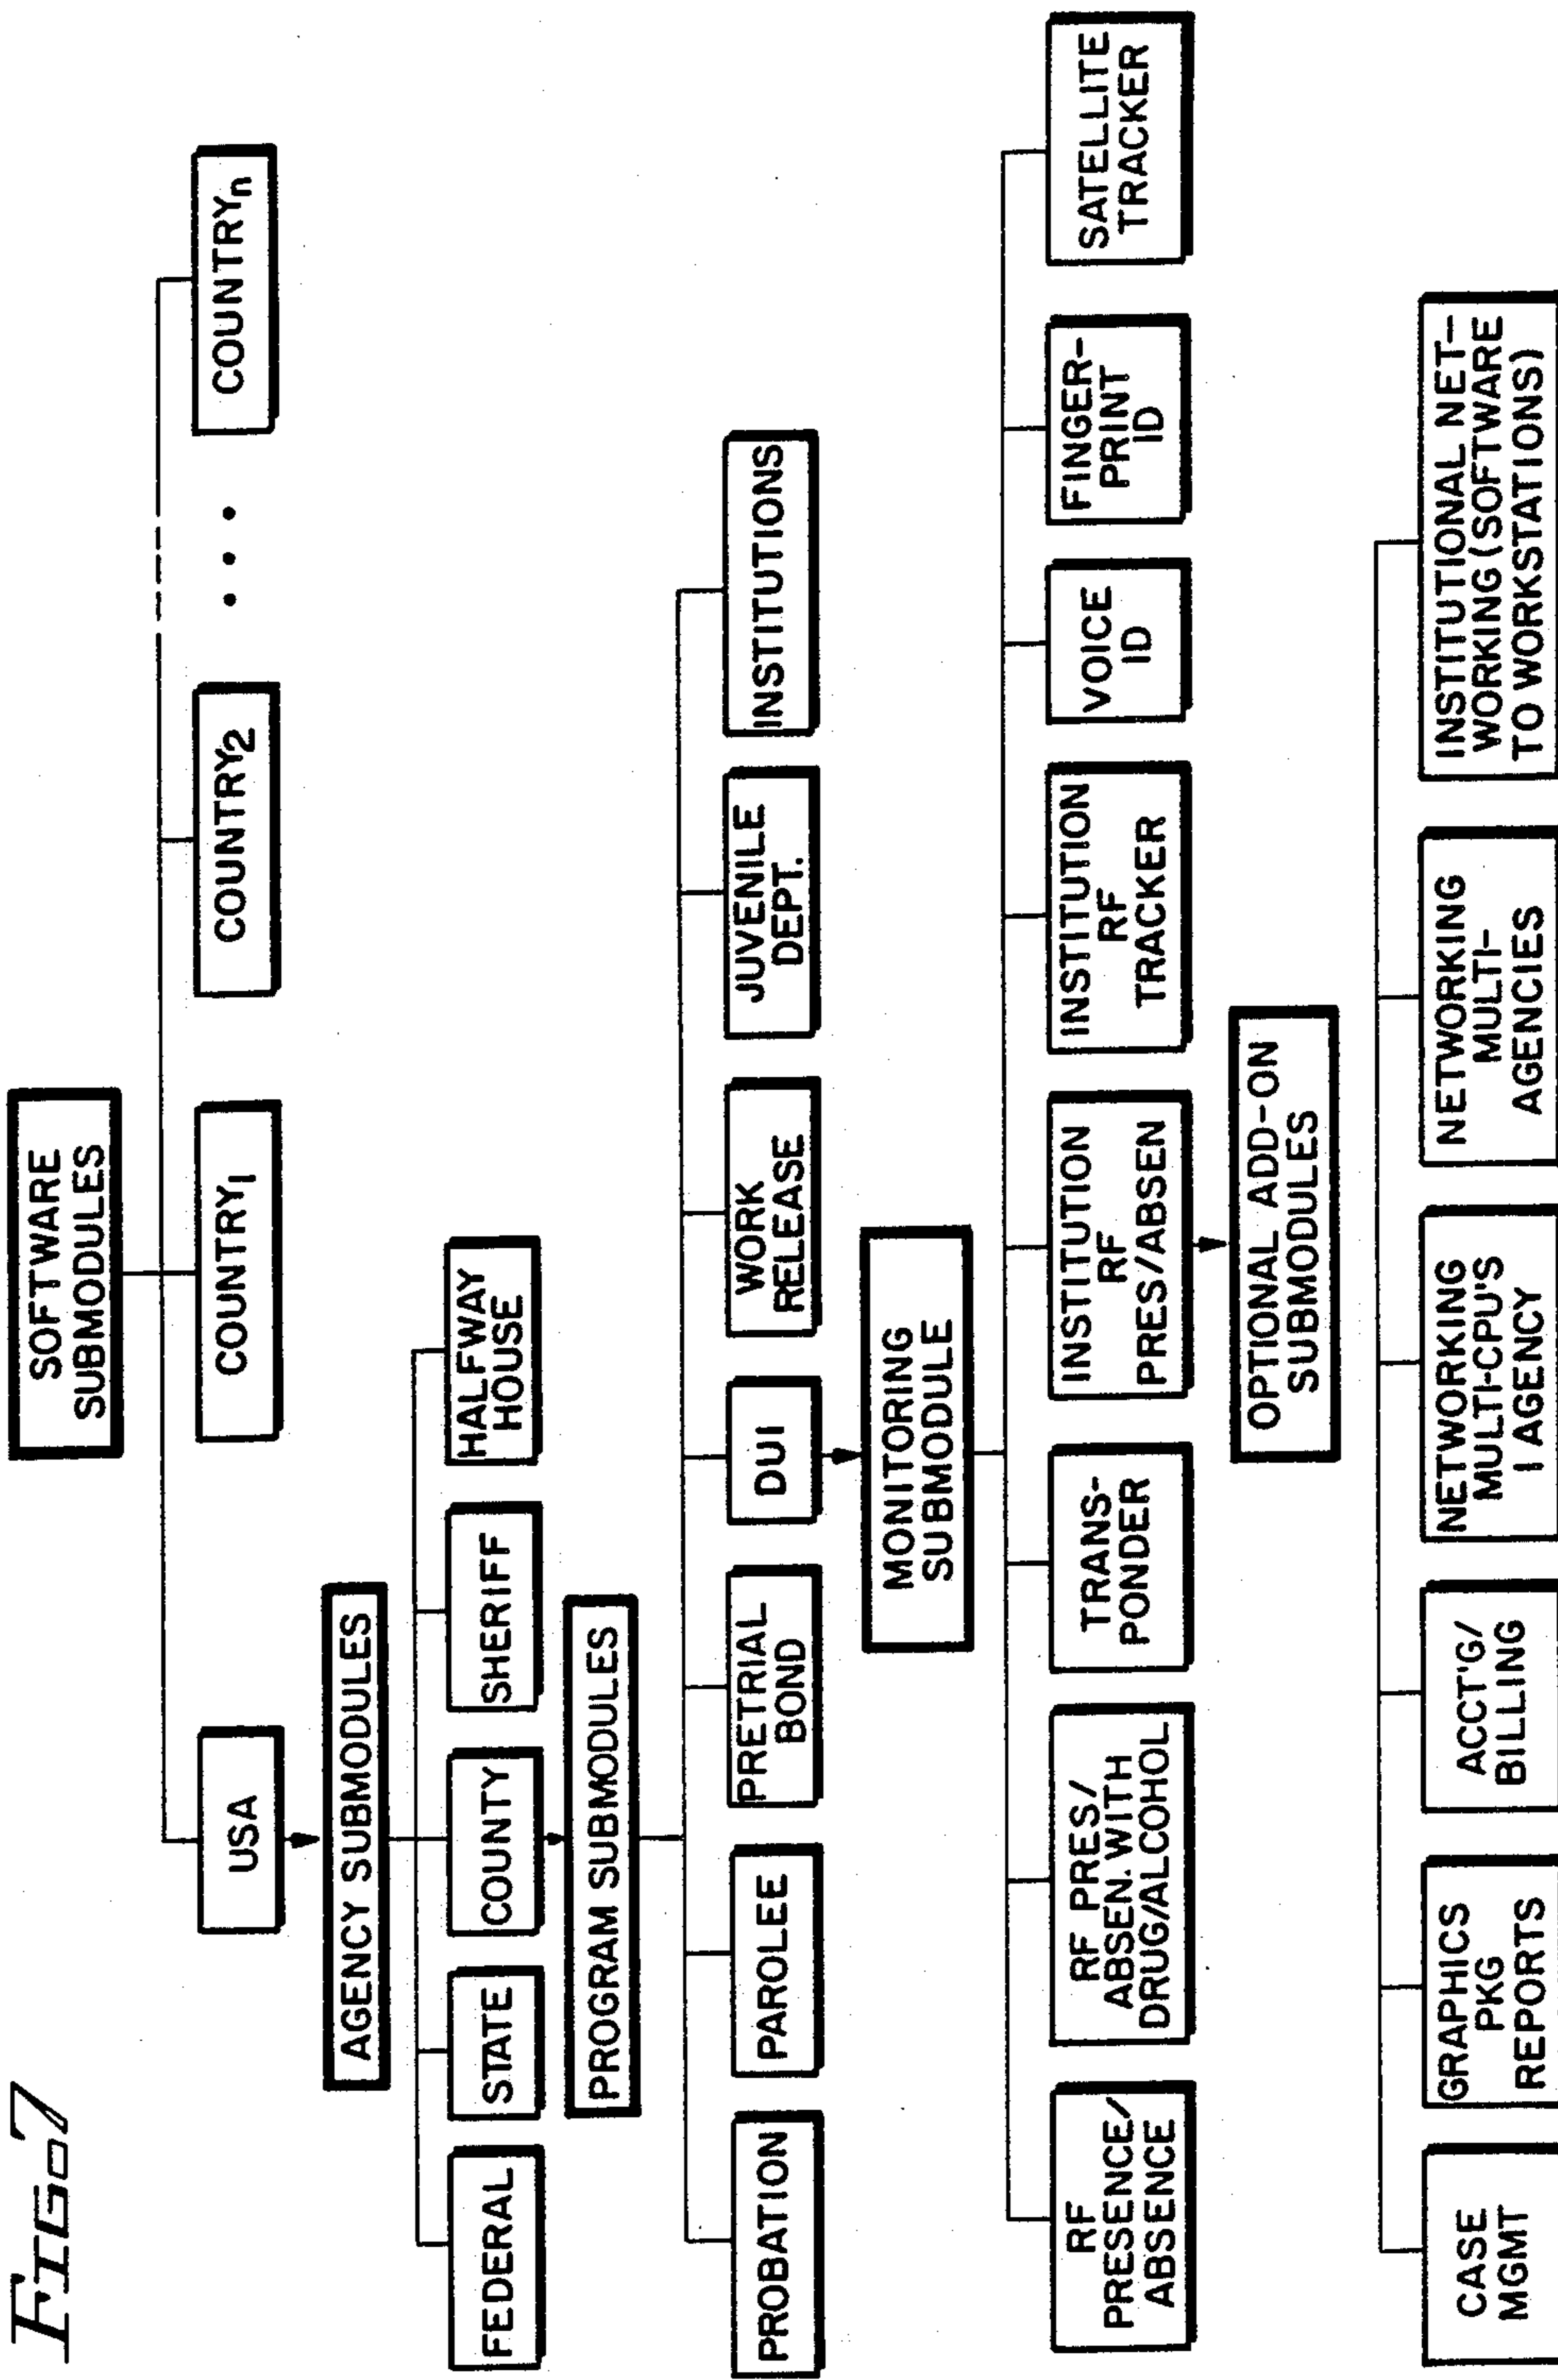 FIG. 7
SOFTWARE
SUBMODULES
USA
COUNTRY1
COUNTRY2
• • •
COUNTRYn
AGENCY SUBMODULES
FEDERAL
STATE
COUNTY
SHERIFF
HALFWAY
HOUSE
PROGRAM SUBMODULES
PROBATION
PAROLEE
PRETRIAL
BOND
DUI
WORK
RELEASE
JUVENILE
DEPT.
INSTITUTIONS
MONITORING
SUBMODULE
RF
PRESENCE/
ABSENCE
RF PRES/
ABSEN. WITH
DRUG/ALCOHOL
TRANS-
PONDER
INSTITUTION
RF
PRES/ABSEN
INSTITUTION
RF
TRACKER
VOICE
ID
FINGER-
PRINT
ID
SATELLITE
TRACKER
OPTIONAL ADD-ON
SUBMODULES
CASE
MGMT
GRAPHICS
PKG
REPORTS
ACCT'G/
BILLING
NETWORKING
MULTI-CPU'S
1 AGENCY
NETWORKING
MULTI-
AGENCIES
INSTITUTIONAL NET-
WORKING (SOFTWARE
TO WORKSTATIONS)